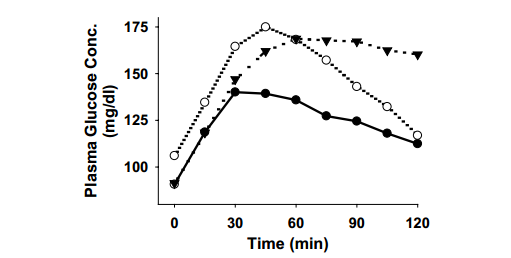 Plasma Glucose Conc.
(mg/dl)
175
150
125
100
0 30 60 90 120
Time (min)